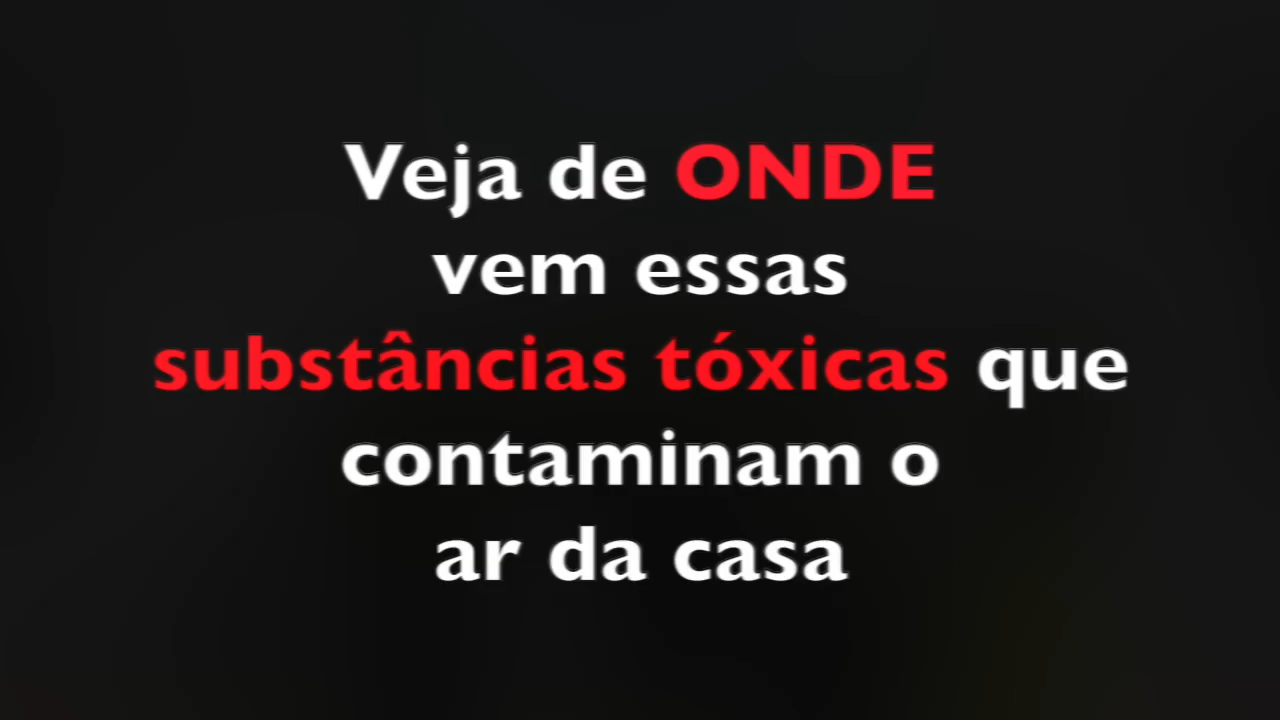 Veja de ONDE
vem essas
substâncias tóxicas que
contaminam o
ar da casa